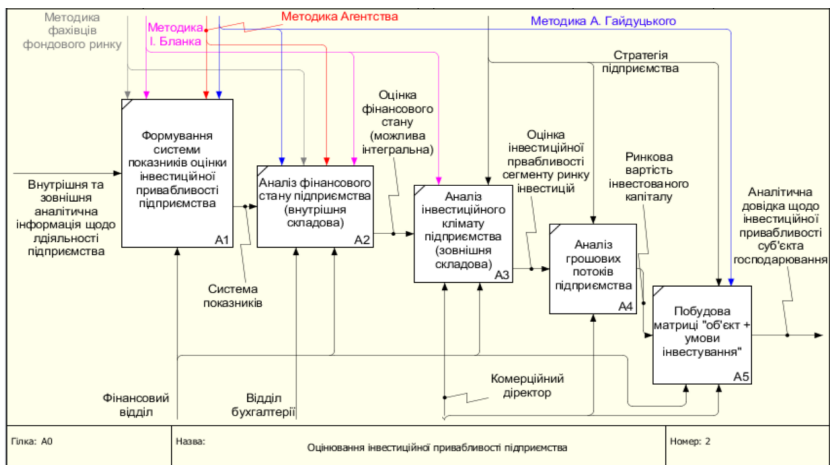 Методика
фахівців
фондового ринку
Методика
І. Бланка
Методика Агентства
Методика А. Гайдуцького
Стратегія
підприємства
Внутрішня та
зовнішня
аналітична
інформація щодо
лдіяльності
підприємства
Формування
системи
показників оцінки
інвестиційної
привабливості
підприємства
A1
Система
показників
Аналіз фінансового
стану підприємства
(внутрішня
складова)
A2
Оцінка
фінансового
стану
(можлива
інтегральна)
Аналіз
інвестиційного
клімату
підприємства
(зовнішня
складова)
A3
Оцінка
інвестиційної
првабливості
сегменту ринку
інвестицій
Аналіз
грошових
потоків
підприємства
A4
Ринкова
вартість
інвестованого
капіталу
Побудова
матриці "об'єкт +
умови
інвестування"
A5
Аналітична
довідка щодо
інвестиційної
привабливості
суб'єкта
господарювання
Фінансовий
відділ
Відділ
бухгалтерії
Комерційний
директор
Гілка: A0
Назва:
Оцінювання інвестиційної привабливості підприємства
Номер: 2